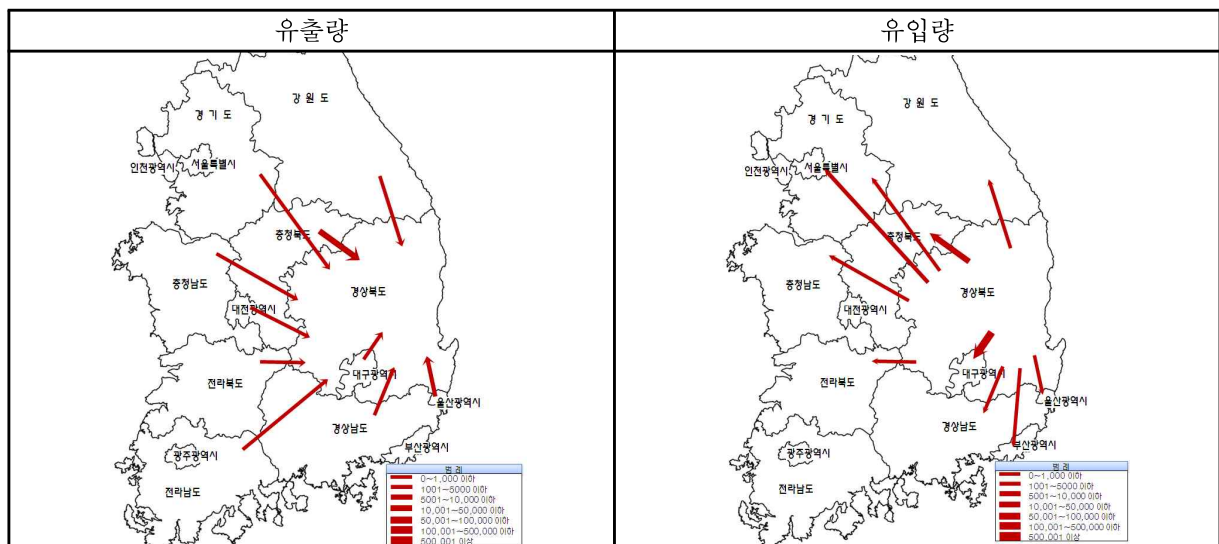 유출량
유입량
강 원 도
경 기 도
인천광역시
서울특별시
충청북도
충청남도
경상북도
대전광역시
대구광역시
전라북도
울산광역시
경상남도
부산광역시
광주광역시
전라남도
범 례
0~1,000 이하
1001~5000 이하
5001~10,000 이하
10,001~50,000 이하
50,001~100,000 이하
100,001~500,000 이하
500,001 이상
강 원 도
경 기 도
인천광역시
서울특별시
충청북도
충청남도
경상북도
대전광역시
대구광역시
전라북도
울산광역시
경상남도
부산광역시
광주광역시
전라남도
범 례
0~1,000 이하
1001~5000 이하
5001~10,000 이하
10,001~50,000 이하
50,001~100,000 이하
100,001~500,000 이하
500,001 이상